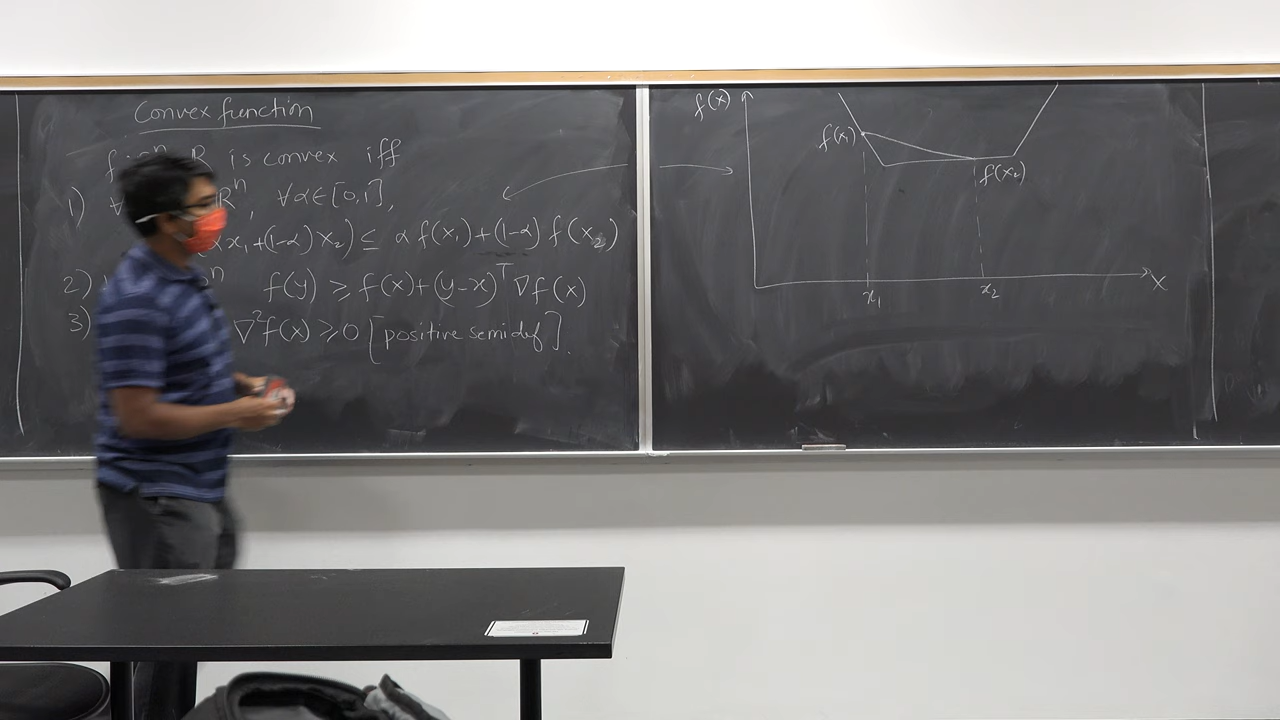 Convex function
is convex iff
1) ∀ Rⁿ, ∀α∈[0,1],
x₁+(1-α)x₂) ≤ αf(x₁)+(1-α)f(x₂)
2) f(y) ≥ f(x)+(y-x)ᵀ∇f(x)
3) ∇²f(x) ≥ 0 [positive semidef].
f(x)
f(x₁)
f(x₂)
x₁ x₂ X